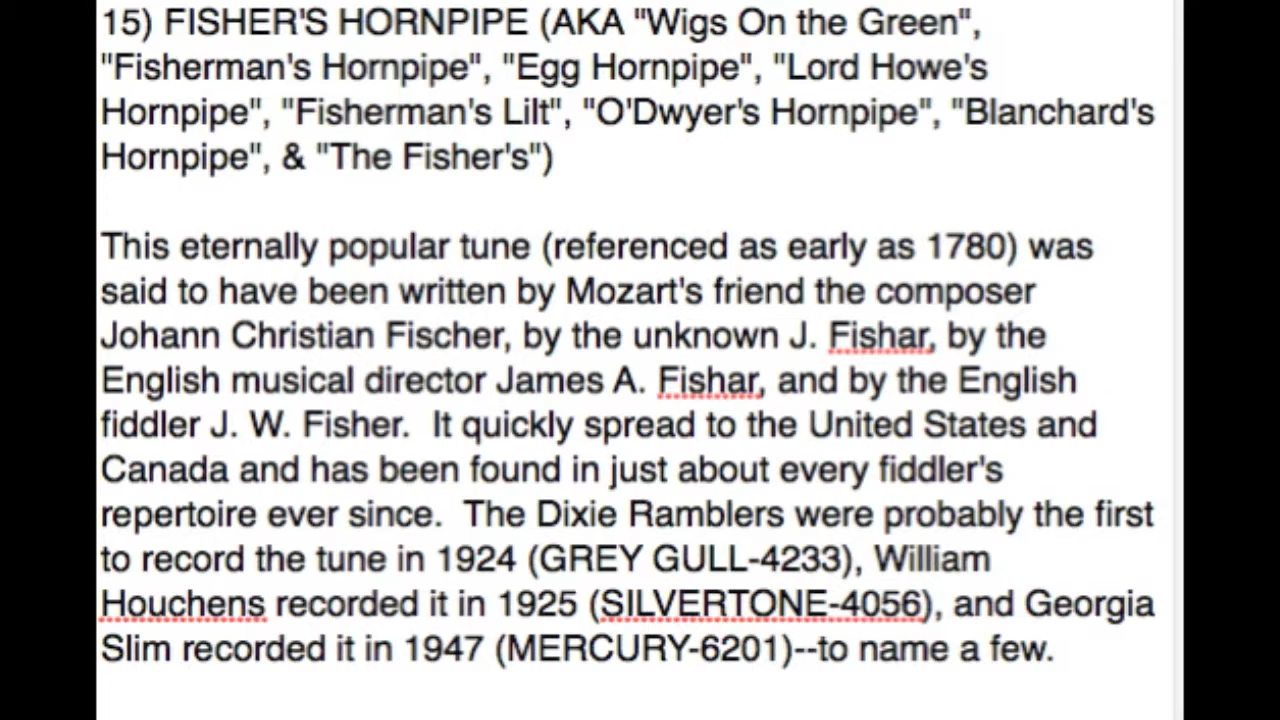 15) FISHER'S HORNPIPE (AKA "Wigs On the Green",
"Fisherman's Hornpipe", "Egg Hornpipe", "Lord Howe's
Hornpipe", "Fisherman's Lilt", "O'Dwyer's Hornpipe", "Blanchard's
Hornpipe", & "The Fisher's")
This eternally popular tune (referenced as early as 1780) was
said to have been written by Mozart's friend the composer
Johann Christian Fischer, by the unknown J. Fishar, by the
English musical director James A. Fishar, and by the English
fiddler J. W. Fisher.  It quickly spread to the United States and
Canada and has been found in just about every fiddler's
repertoire ever since.  The Dixie Ramblers were probably the first
to record the tune in 1924 (GREY GULL-4233), William
Houchens recorded it in 1925 (SILVERTONE-4056), and Georgia
Slim recorded it in 1947 (MERCURY-6201)--to name a few.